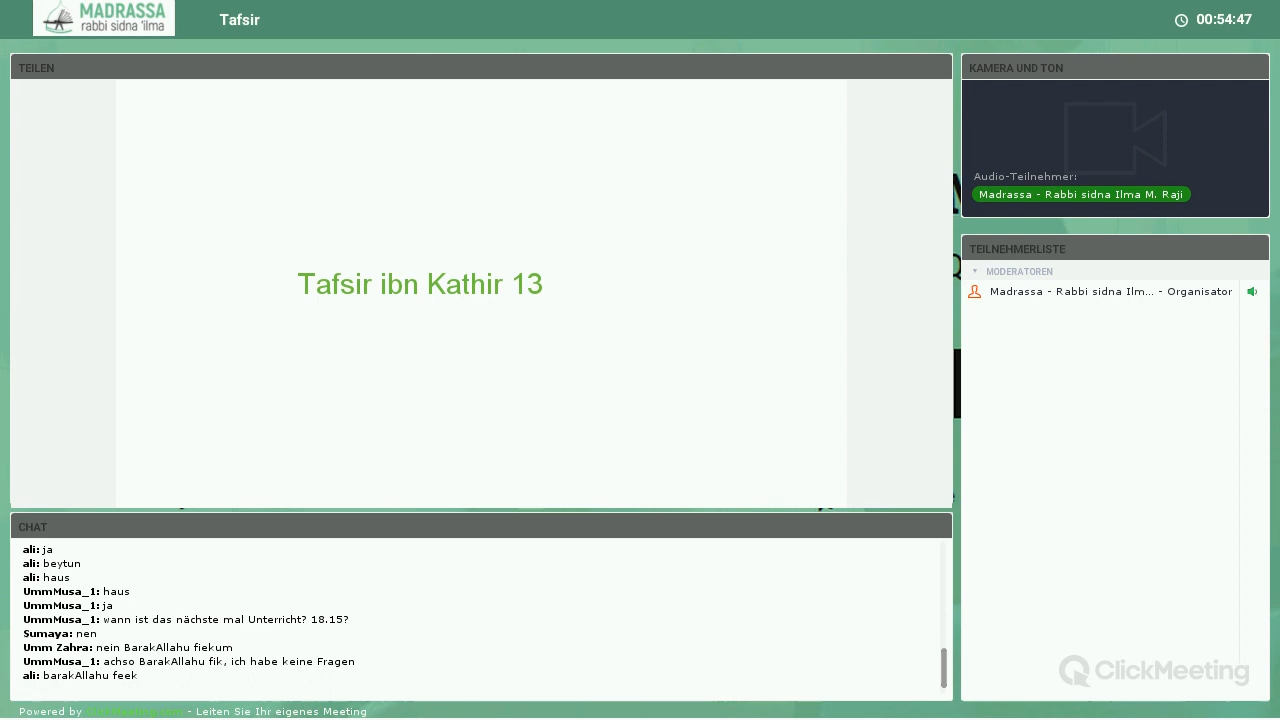 MADRASSA
rabbi sidna 'ilma
Tafsir
00:54:47
TEILEN
Tafsir ibn Kathir 13
KAMERA UND TON
Audio-Teilnehmer:
Madrassa - Rabbi sidna Ilma M. Raji
TEILNEHMERLISTE
MODERATOREN
Madrassa - Rabbi sidna Ilm... - Organisator
CHAT
ali: ja
ali: beytun
ali: haus
UmmMusa_1: haus
UmmMusa_1: ja
UmmMusa_1: wann ist das nächste mal Unterricht? 18.15?
Sumaya: nen
Umm Zahra: nein BarakAllahu fiekum
UmmMusa_1: achso BarakAllahu fik, ich habe keine Fragen
ali: barakAllahu feek
ClickMeeting
Powered by - Leiten Sie Ihr eigenes Meeting